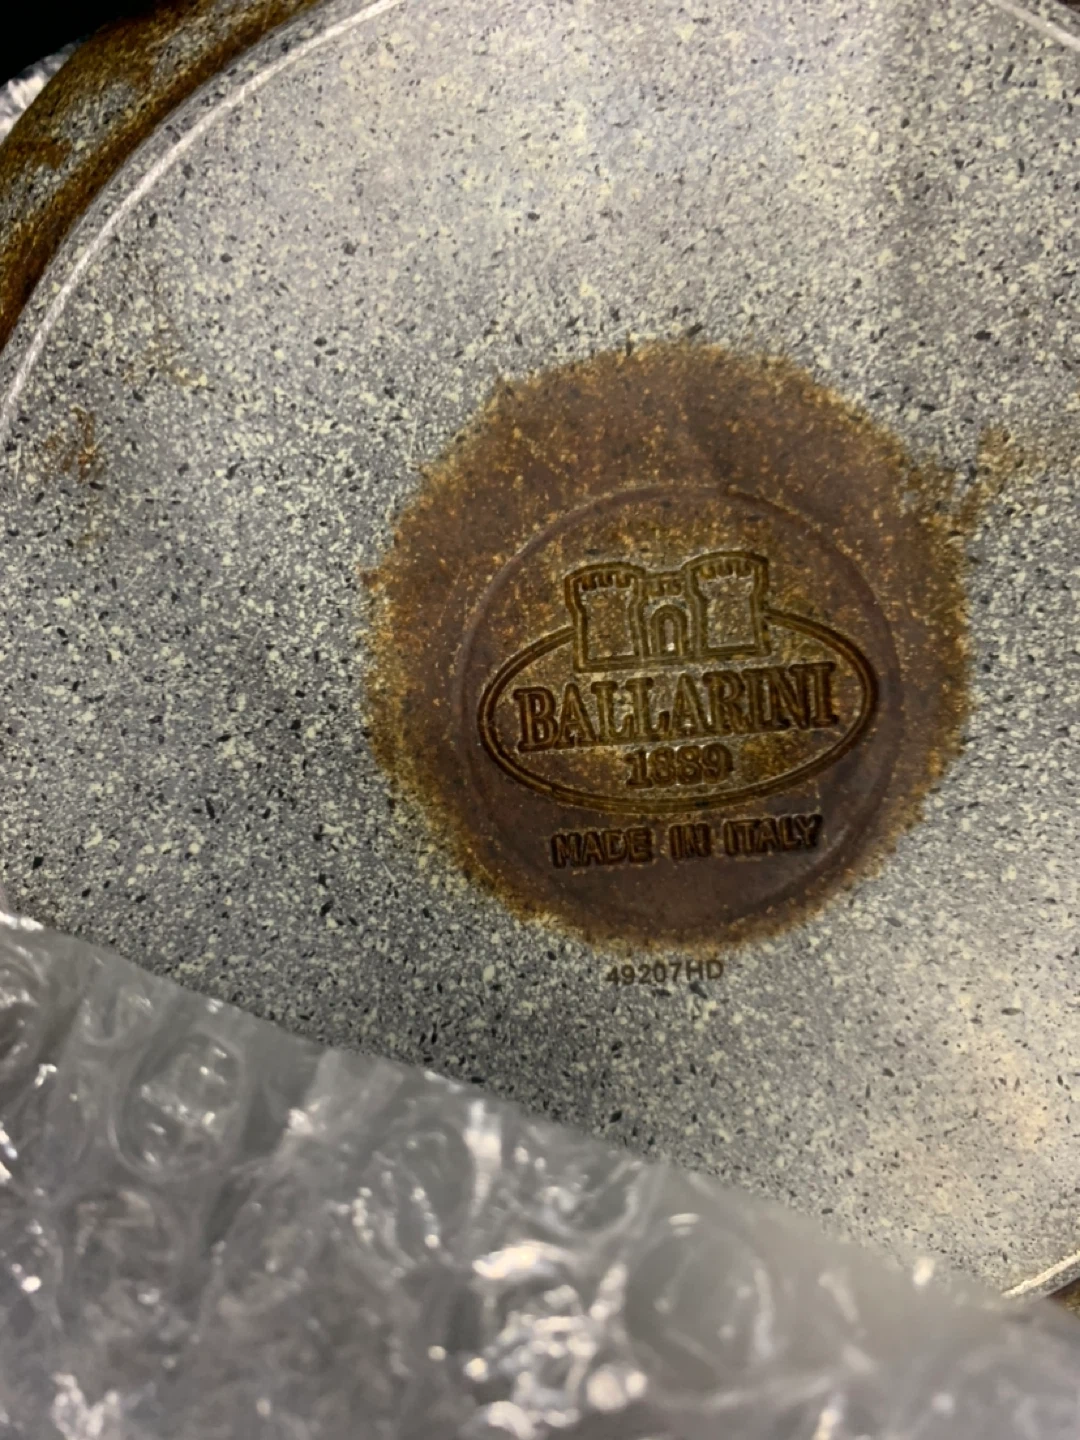 BALLARINI
1889
MADE IN ITALY
49207HD